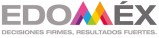 EDOMÉX
DECISIONES FIRMES, RESULTADOS FUERTES.